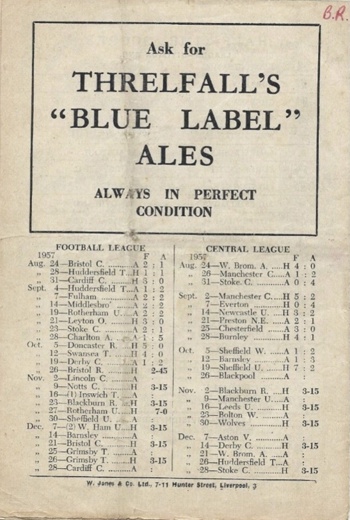 B.R.
Ask for
THRELFALL'S
"BLUE LABEL"
ALES
ALWAYS IN PERFECT
CONDITION
FOOTBALL LEAGUE
1957 F A
Aug. 24—Bristol C. ..........A 2 : 1
„ 28—Huddersfield T...H 1 : 1
„ 31—Cardiff C. .........H 3 : 0
Sept. 4—Huddersfield T...A 1 : 2
„ 7—Fulham ............A 2 : 2
„ 14—Middlesbro' ......A 2 : 2
„ 19—Rotherham U. ...A 2 : 2
„ 21—Leyton O. .........H 3 : 0
„ 23—Stoke C. ...........A 2 : 1
„ 28—Charlton A. ......A 1 : 5
Oct. 5—Doncaster R. ...H 5 : 0
„ 12—Swansea T. .......H 4 : 0
„ 19—Derby C. ..........A 1 : 2
„ 26—Bristol R. .........H 2-45
Nov. 2—Lincoln C. ........A :
„ 9—Notts C. ............H 3-15
„ 16—(1) Ipswich T. ...A :
„ 23—Blackburn R. ...H 3-15
„ 27—Rotherham U. ...H 7-0
„ 30—Sheffield U. ......A :
Dec. 7—(2) W. Ham U....H 3-15
„ 14—Barnsley ...........A :
„ 21—Bristol C. ..........H 3-15
„ 25—Grimsby T. .......A :
„ 26—Grimsby T. .......H 3-15
„ 28—Cardiff C. ..........A :
CENTRAL LEAGUE
1957 F A
Aug. 24—W. Brom. A. ...H 4 : 0
„ 26—Manchester C....A 1 : 2
„ 31—Stoke C. ...........A 0 : 4
Sept. 2—Manchester C....H 5 : 2
„ 7—Everton ............H 0 : 4
„ 14—Newcastle U. ...H 3 : 2
„ 21—Preston N.E. ...A 2 : 1
„ 25—Chesterfield ......A 3 : 0
„ 28—Burnley ............H 4 : 1
Oct. 5—Sheffield W. ......A 1 : 2
„ 12—Barnsley ...........A 1 : 3
„ 19—Sheffield U. ......H 7 : 2
„ 26—Blackpool .........A :
Nov. 2—Blackburn R. ...H 3-15
„ 9—Manchester U. ...A :
„ 16—Leeds U. ..........H 3-15
„ 23—Bolton W. ........A :
„ 30—Wolves .............H 3-15
Dec. 7—Aston V. ..........A :
„ 14—Derby C. ..........H 3-15
„ 21—W. Brom. A. ....A :
„ 26—Huddersfield T...A :
„ 28—Stoke C. ...........H 3-15
W. Jones & Co. Ltd., 7-11 Hunter Street, Liverpool, 3